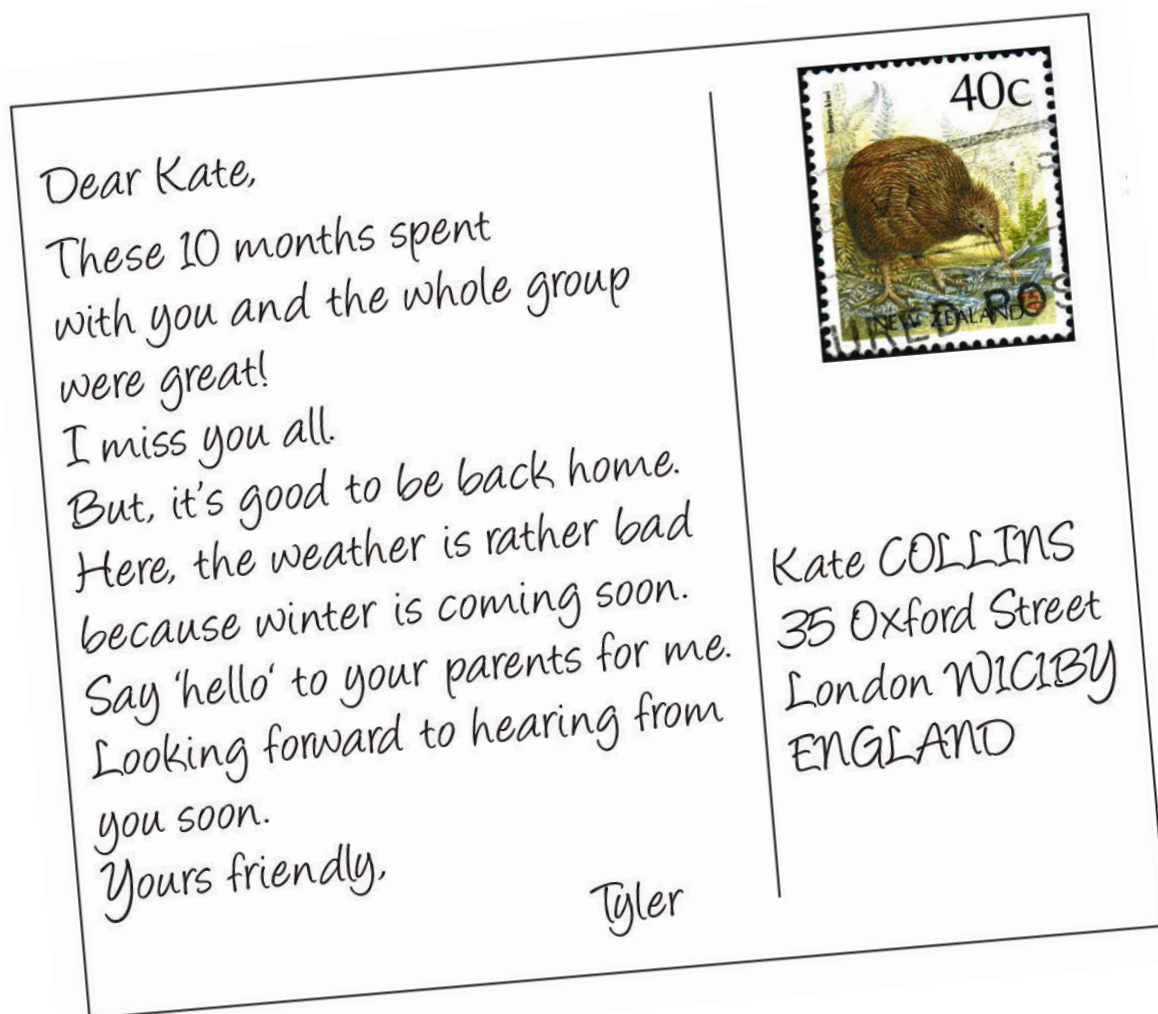 Dear Kate,
These 10 months spent
with you and the whole group
were great!
I miss you all.
But, it's good to be back home.
Here, the weather is rather bad
because winter is coming soon.
Say 'hello' to your parents for me.
Looking forward to hearing from
you soon.
Yours friendly,
Tyler
40c
brown kiwi
NEW ZEALAND
Kate COLLINS
35 Oxford Street
London W1C1BY
ENGLAND